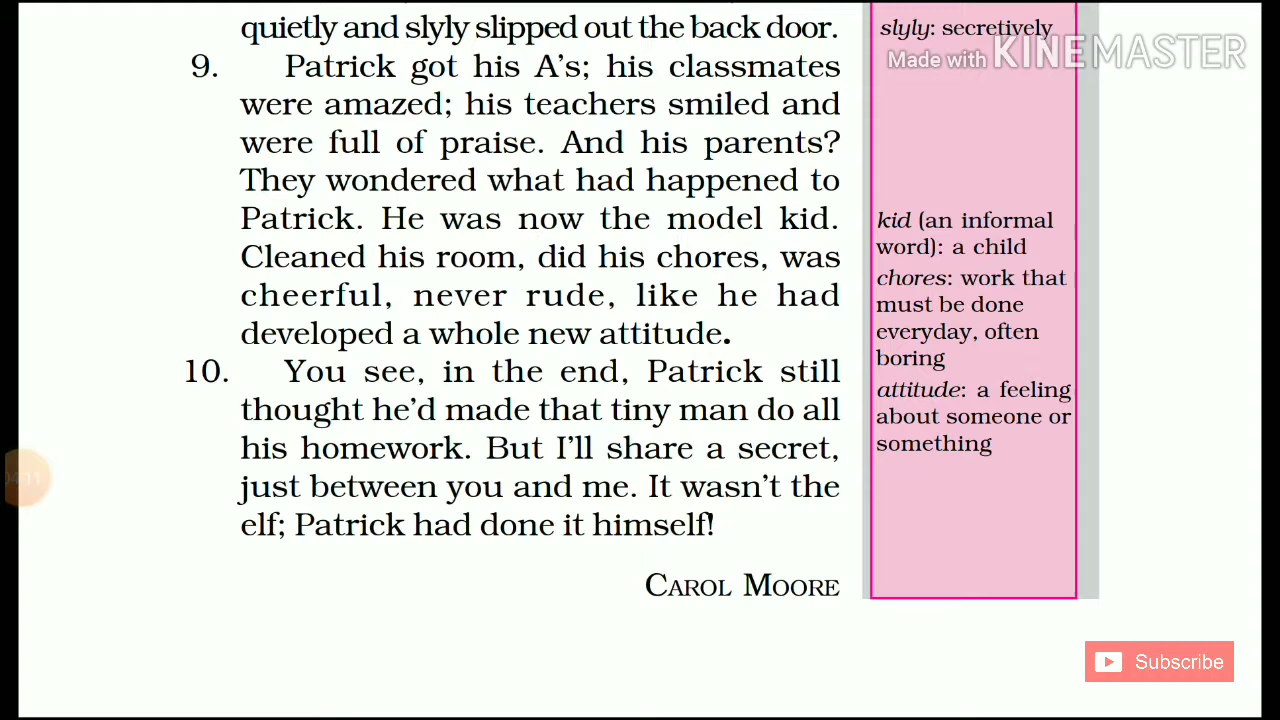 quietly and slyly slipped out the back door.
9. Patrick got his A's; his classmates
were amazed; his teachers smiled and
were full of praise. And his parents?
They wondered what had happened to
Patrick. He was now the model kid.
Cleaned his room, did his chores, was
cheerful, never rude, like he had
developed a whole new attitude.
10. You see, in the end, Patrick still
thought he'd made that tiny man do all
his homework. But I'll share a secret,
just between you and me. It wasn't the
elf; Patrick had done it himself!
CAROL MOORE
slyly: secretively
Made with KINEMASTER
kid (an informal
word): a child
chores: work that
must be done
everyday, often
boring
attitude: a feeling
about someone or
something
Subscribe